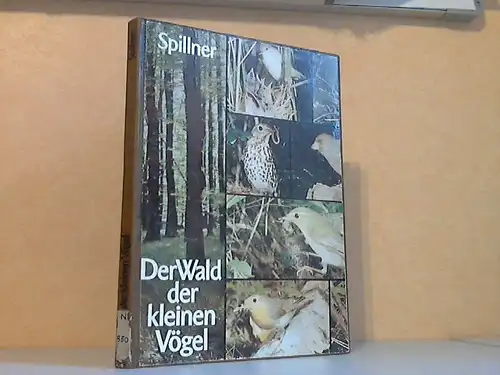 Spillner
Der Wald
der
kleinen
Vögel